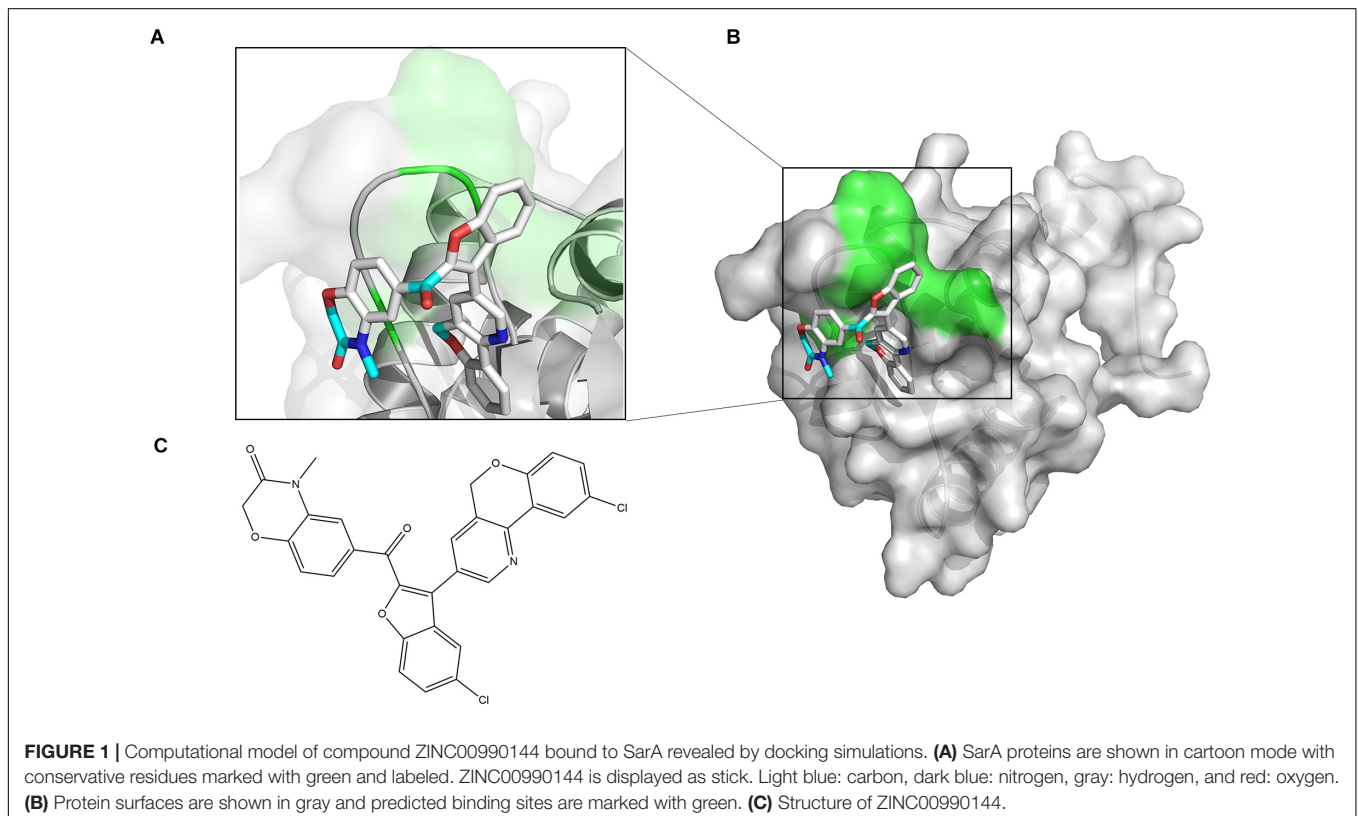 A
B
C
O
N
O
O
O
O
N
Cl
Cl
FIGURE 1 | Computational model of compound ZINC00990144 bound to SarA revealed by docking simulations. (A) SarA proteins are shown in cartoon mode with
conservative residues marked with green and labeled. ZINC00990144 is displayed as stick. Light blue: carbon, dark blue: nitrogen, gray: hydrogen, and red: oxygen.
(B) Protein surfaces are shown in gray and predicted binding sites are marked with green. (C) Structure of ZINC00990144.